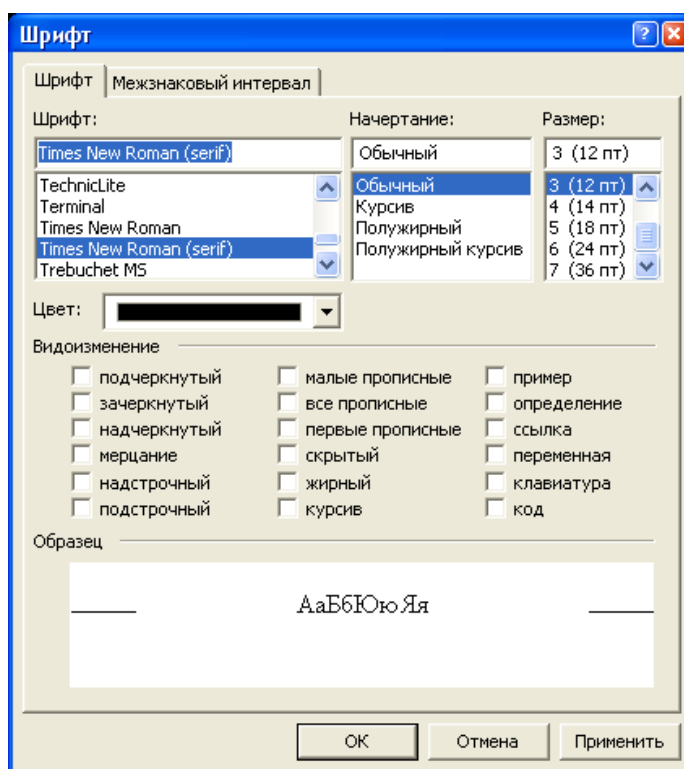 Шрифт
Шрифт Межзнаковый интервал
Шрифт: Начертание: Размер:
Times New Roman (serif) Обычный 3 (12 пт)
TechnicLite Обычный 3 (12 пт)
Terminal Курсив 4 (14 пт)
Times New Roman Полужирный 5 (18 пт)
Times New Roman (serif) Полужирный курсив 6 (24 пт)
Trebuchet MS 7 (36 пт)
Цвет:
Видоизменение
подчеркнутый малые прописные пример
зачеркнутый все прописные определение
надчеркнутый первые прописные ссылка
мерцание скрытый переменная
надстрочный жирный клавиатура
подстрочный курсив код
Образец
АаБбЮюЯя
ОК Отмена Применить